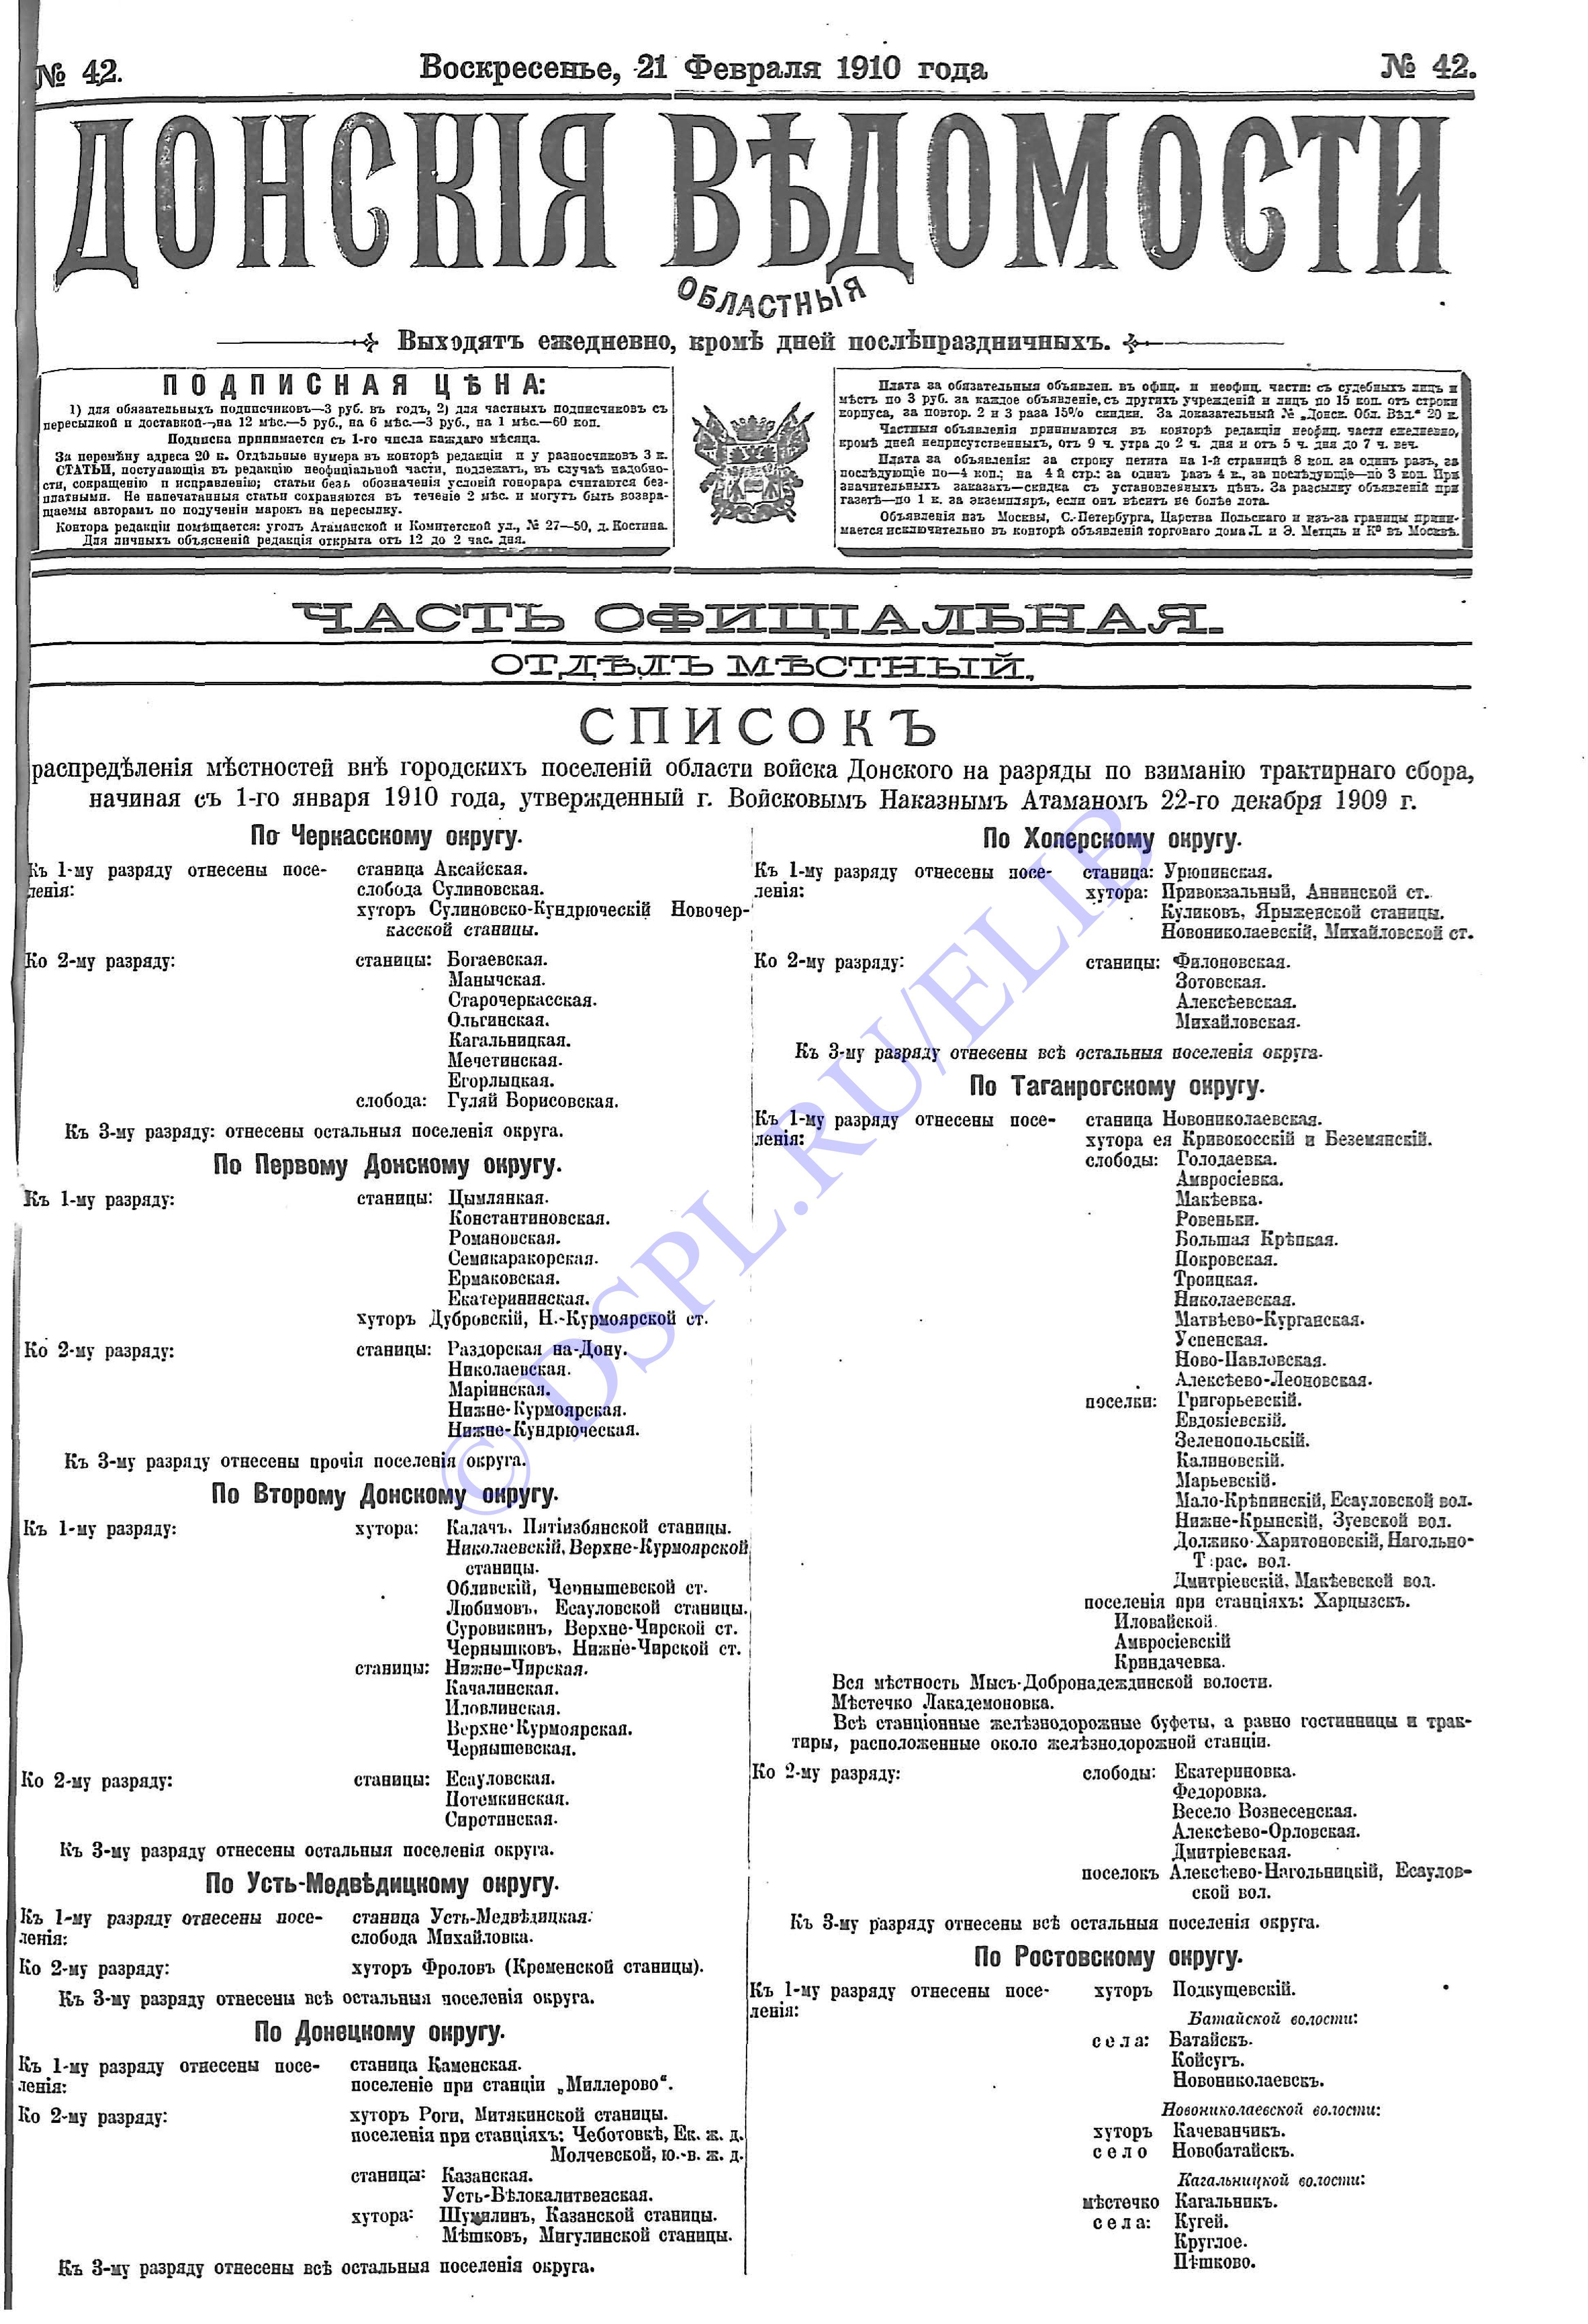 № 42.
Воскресенье, 21 Февраля 1910 года
№ 42.
ДОНСКІЯ ВѢДОМОСТИ
ОБЛАСТНЫЯ
Выходятъ ежедневно, кромѣ дней послѣпраздничныхъ.
ПОДПИСНАЯ ЦѢНА:
1) для обязательныхъ подписчиковъ—3 руб. въ годъ, 2) для частныхъ подписчиковъ съ
пересылкой и доставкой—на 12 мѣс.—5 руб., на 6 мѣс.—3 руб., на 1 мѣс.—60 коп.
Подписка принимается съ 1-го числа каждаго мѣсяца.
За перемѣну адреса 20 к. Отдѣльные нумера въ конторѣ редакціи и у разносчиковъ 3 к.
СТАТЬИ, поступающія въ редакцію неофиціальной части, подлежатъ, въ случаѣ надобно-
сти, сокращенію и исправленію; статьи безъ обозначенія условій гонорара считаются без-
платными. Не напечатанныя статьи сохраняются въ теченіе 2 мѣс. и могутъ быть возвра-
щаемы авторамъ по полученіи марокъ на пересылку.
Контора редакціи помѣщается: уголъ Атаманской и Комитетской ул., № 27—50, д. Костина.
Для личныхъ объясненій редакція открыта отъ 12 до 2 час. дня.
Плата за обязательныя объявлен. въ офиц. и неофиц. части: съ судебныхъ лицъ и
мѣстъ по 3 руб. за каждое объявленіе, съ другихъ учрежденій и лицъ по 15 коп. отъ строки
корпуса, за повтор. 2 и 3 раза 15% скидки. За доказательный № „Донск. Обл. Вѣд.“ 20 к.
Частныя объявленія принимаются въ конторѣ редакціи неофиц. части ежедневно,
кромѣ дней неприсутственныхъ, отъ 9 ч. утра до 2 ч. дня и отъ 5 ч. дня до 7 ч. веч.
Плата за объявленія: за строку петита на 1-й страницѣ 8 коп. за одинъ разъ, за
послѣдующіе по—4 коп.; на 4 й стр.: за одинъ разъ 4 к., за послѣдующіе—по 3 коп. При
значительныхъ заказахъ—скидка съ установленныхъ цѣнъ. За разсылку объявленій при
газетѣ—по 1 к. за экземпляръ, если онъ вѣситъ не болѣе лота.
Объявленія изъ Москвы, С.-Петербурга, Царства Польскаго и изъ-за границы прини-
мается исключительно въ конторѣ объявленій торговаго дома Л. и Э. Метцль и Ко въ Москвѣ.
ЧАСТЬ ОФИЦІАЛЬНАЯ.
ОТДѢЛЪ МѢСТНЫЙ.
СПИСОКЪ
распредѣленія мѣстностей внѣ городскихъ поселеній области войска Донского на разряды по взиманію трактирнаго сбора,
начиная съ 1-го января 1910 года, утвержденный г. Войсковымъ Наказнымъ Атаманомъ 22-го декабря 1909 г.
По Черкасскому округу.
Къ 1-му разряду отнесены посе-
ленія:
станица Аксайская.
слобода Сулиновская.
хуторъ Сулиновско-Кундрюческій Новочер-
касской станицы.
Ко 2-му разряду:
станицы: Богаевская.
Манычская.
Старочеркасская.
Ольгинская.
Кагальницкая.
Мечетинская.
Егорлыцкая.
слобода: Гуляй Борисовская.
Къ 3-му разряду: отнесены остальныя поселенія округа.
По Первому Донскому округу.
Къ 1-му разряду:
станицы: Цымлянкая.
Константиновская.
Романовская.
Семикаракорская.
Ермаковская.
Екатерининская.
хуторъ Дубровскій, Н.-Курмоярской ст.
Ко 2-му разряду:
станицы: Раздорская на-Дону.
Николаевская.
Маріинская.
Нижне-Курмоярская.
Нижне-Кундрюческая.
Къ 3-му разряду отнесены прочія поселенія округа.
По Второму Донскому округу.
Къ 1-му разряду:
хутора: Калачъ, Пятіизбянской станицы.
Николаевскій, Верхне-Курмоярской
станицы.
Обливскій, Чернышевской ст.
Любимовъ, Есауловской станицы.
Суровикинъ, Верхне-Чирской ст.
Чернышковъ, Нижне-Чирской ст.
станицы: Нижне-Чирская.
Качалинская.
Иловлинская.
Верхне-Курмоярская.
Чернышевская.
Ко 2-му разряду:
станицы: Есауловская.
Потемкинская.
Сиротинская.
Къ 3-му разряду отнесены остальныя поселенія округа.
По Усть-Медвѣдицкому округу.
Къ 1-му разряду отнесены посе-
ленія:
станица Усть-Медвѣдицкая.
слобода Михайловка.
Ко 2-му разряду:
хуторъ Фроловъ (Кременской станицы).
Къ 3-му разряду отнесены всѣ остальныя поселенія округа.
По Донецкому округу.
Къ 1-му разряду отнесены посе-
ленія:
станица Каменская.
поселеніе при станціи „Миллерово“.
Ко 2-му разряду:
хуторъ Роги, Митякинской станицы.
поселенія при станціяхъ: Чеботовкѣ, Ек. ж. д.
Молчевской, ю.-в. ж. д.
станицы: Казанская.
Усть-Бѣлокалитвенская.
хутора: Шумилинъ, Казанской станицы.
Мѣшковъ, Мигулинской станицы.
Къ 3-му разряду отнесены всѣ остальныя поселенія округа.
По Хоперскому округу.
Къ 1-му разряду отнесены посе-
ленія:
станица: Урюпинская.
хутора: Привокзальный, Аннинской ст.
Куликовъ, Ярыженской станицы.
Новониколаевскій, Михайловской ст.
Ко 2-му разряду:
станицы: Филоновская.
Зотовская.
Алексѣевская.
Михайловская.
Къ 3-му разряду отнесены всѣ остальныя поселенія округа.
По Таганрогскому округу.
Къ 1-му разряду отнесены посе-
ленія:
станица Новониколаевская.
хутора ея Кривокосскій и Беземянскій.
слободы: Голодаевка.
Амвросіевка.
Макѣевка.
Ровеньки.
Большая Крѣпкая.
Покровская.
Троицкая.
Николаевская.
Матвѣево-Курганская.
Успенская.
Ново-Павловская.
Алексѣево-Леоновская.
поселки: Григорьевскій.
Евдокіевскій.
Зеленопольскій.
Калиновскій.
Марьевскій.
Мало-Крѣпинскій, Есауловской вол.
Нижне-Крынскій, Зуевской вол.
Должико-Харитоновскій, Нагольно-
Т рас. вол.
Дмитріевскій, Макѣевской вол.
поселенія при станціяхъ: Харцызскъ.
Иловайской.
Амвросіевскій
Криндачевка.
Вся мѣстность Мысъ-Добронадеждинской волости.
Мѣстечко Лакадемоновка.
Всѣ станціонные желѣзнодорожные буфеты, а равно гостинницы и трак-
тиры, расположенные около желѣзнодорожной станціи.
Ко 2-му разряду:
слободы: Екатериновка.
Федоровка.
Весело Вознесенская.
Алексѣево-Орловская.
Дмитріевская.
поселокъ Алексѣево-Нагольницкій, Есаулов-
ской вол.
Къ 3-му разряду отнесены всѣ остальныя поселенія округа.
По Ростовскому округу.
Къ 1-му разряду отнесены посе-
ленія:
хуторъ Подкущевскій.
Батайской волости:
села: Батайскъ.
Койсугъ.
Новониколаевскъ.
Новониколаевской волости:
хуторъ Качеванчикъ.
село Новобатайскъ.
Кагальницкой волости:
мѣстечко Кагальникъ.
села: Кугей.
Круглое.
Пѣшково.
© DSPL.RU/ELIB